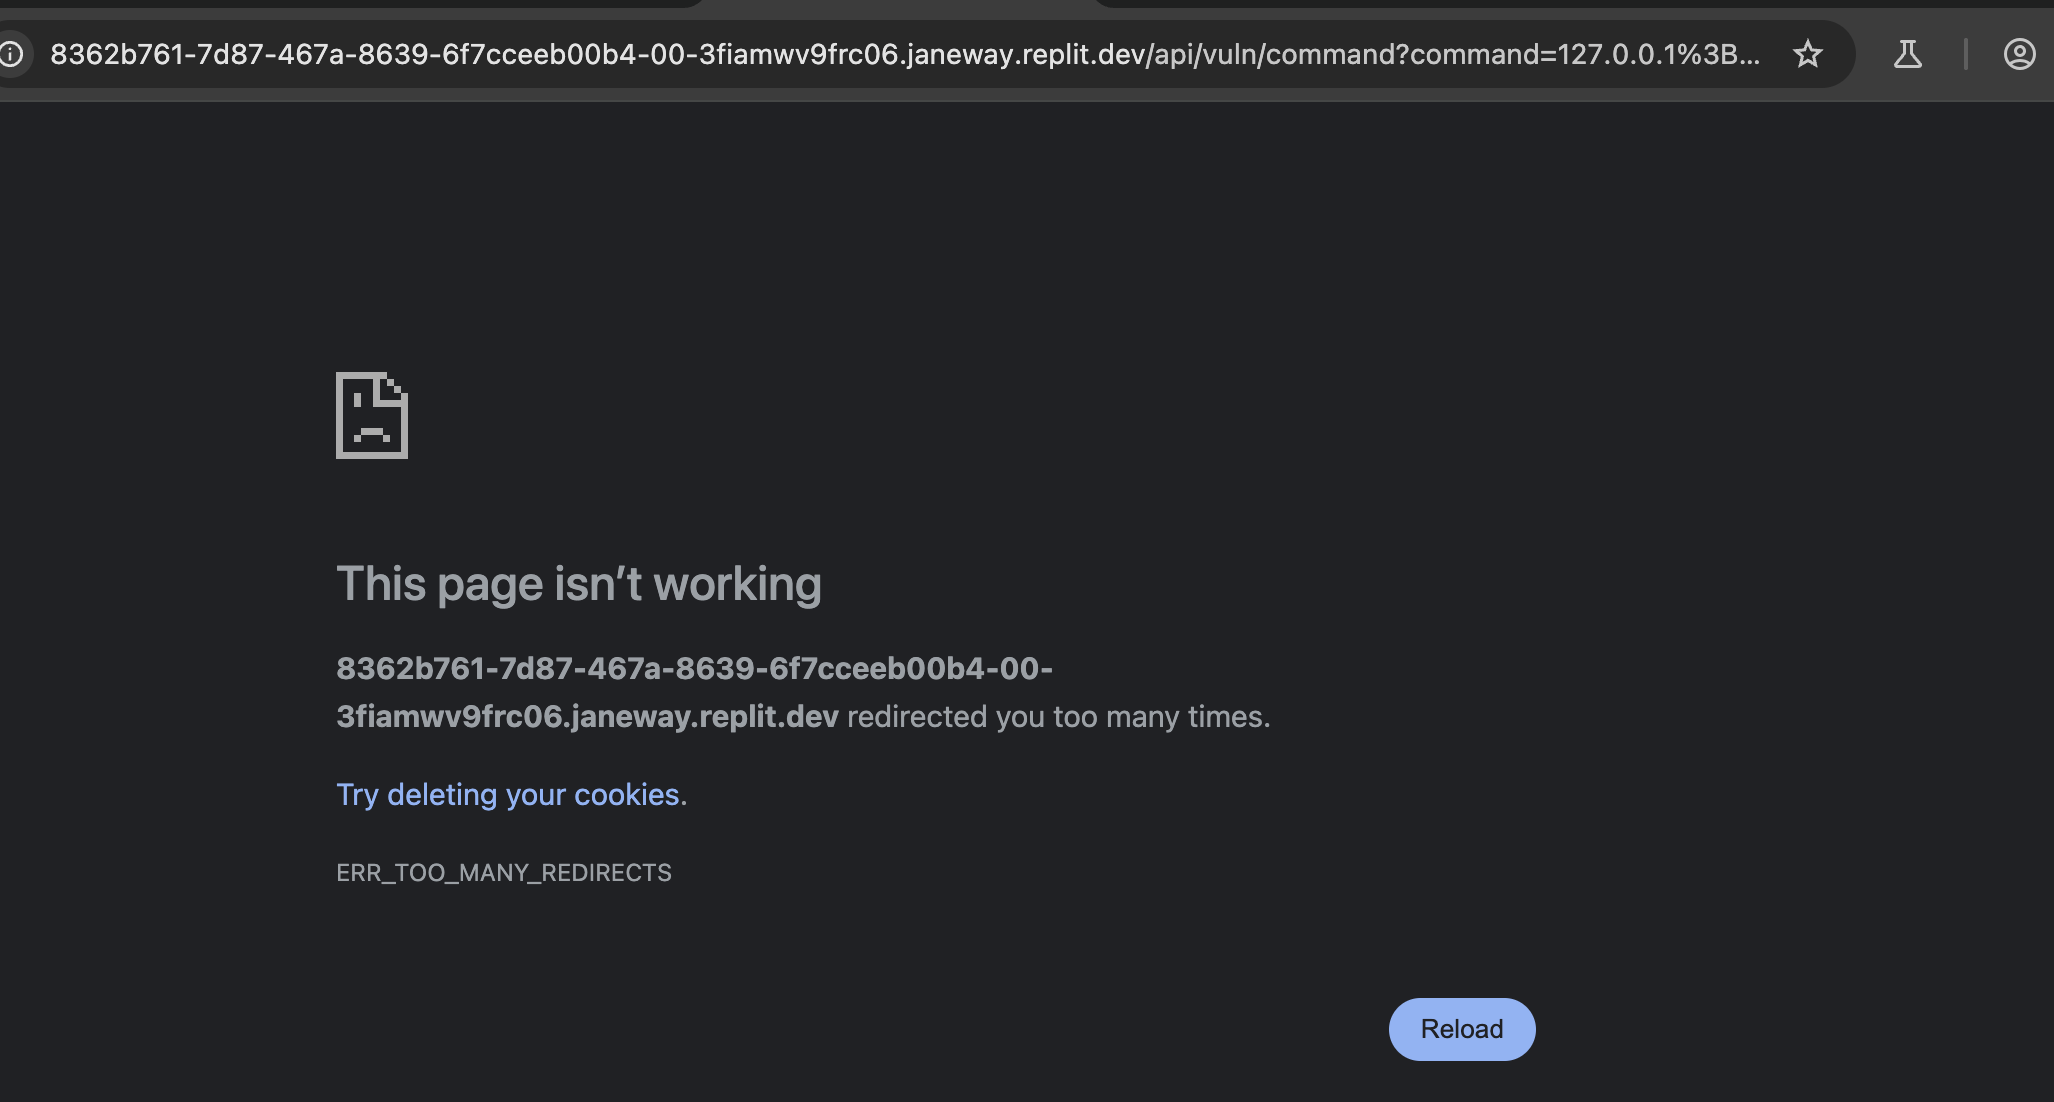 8362b761-7d87-467a-8639-6f7cceeb00b4-00-3fiamwv9frc06.janeway.replit.dev/api/vuln/command?command=127.0.0.1%3B...
This page isn’t working
8362b761-7d87-467a-8639-6f7cceeb00b4-00-
3fiamwv9frc06.janeway.replit.dev redirected you too many times.
Try deleting your cookies.
ERR_TOO_MANY_REDIRECTS
Reload